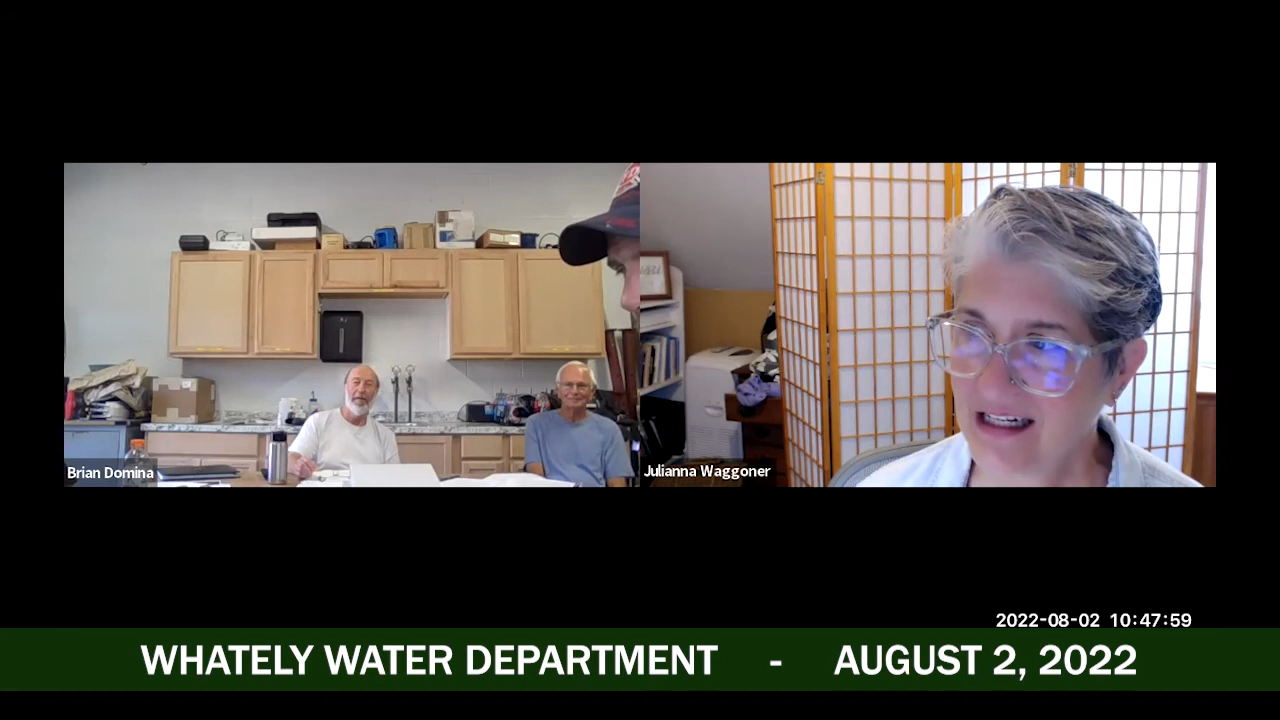 Brian Domina
Julianna Waggoner
2022-08-02 10:47:59
WHATELY WATER DEPARTMENT - AUGUST 2, 2022